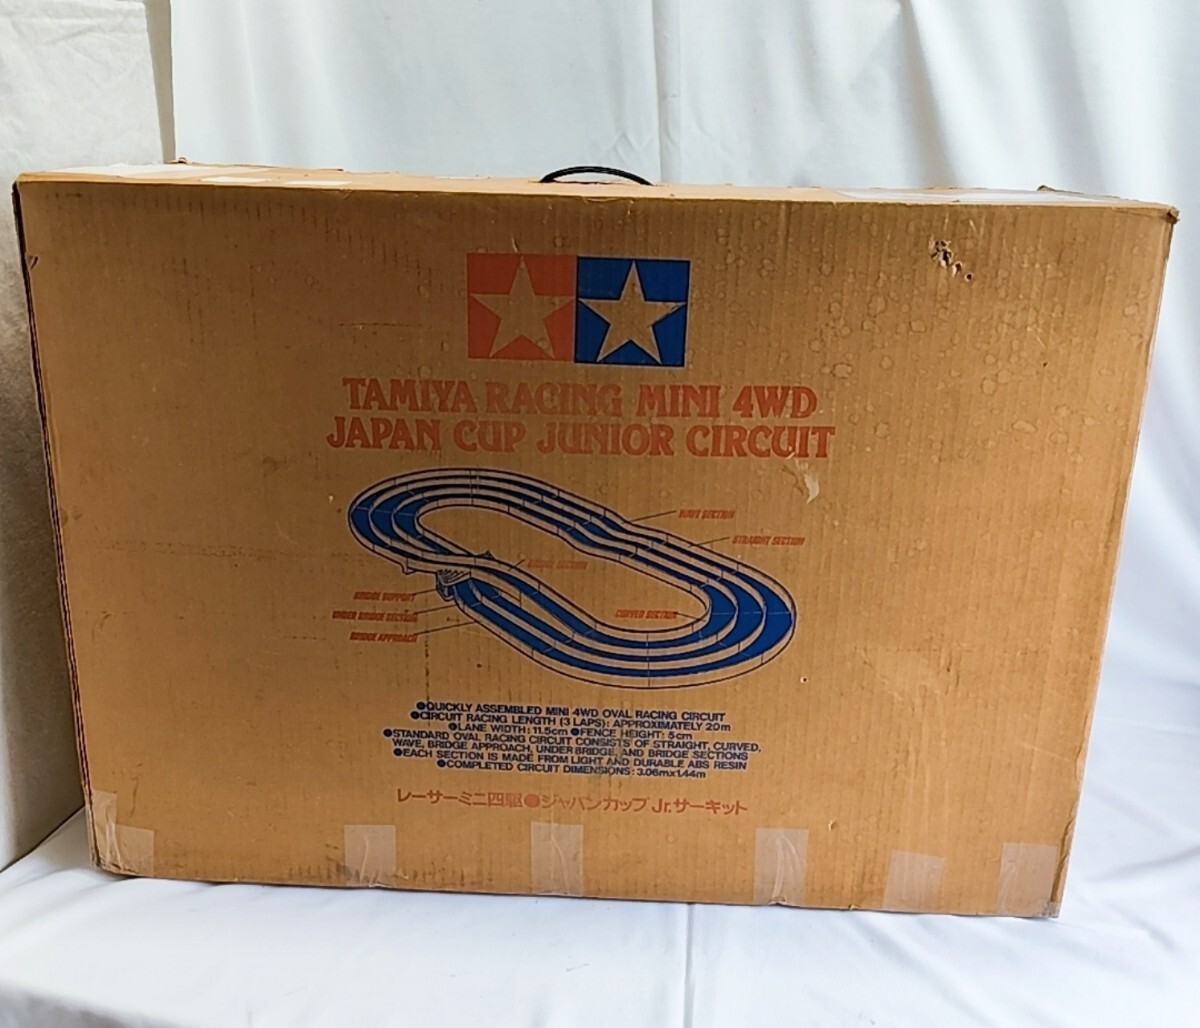 TAMIYA RACING MINI 4WD
JAPAN CUP JUNIOR CIRCUIT
WAVE SECTION
STRAIGHT SECTION
BRIDGE SECTION
BRIDGE SUPPORT
UNDER BRIDGE SECTION
BRIDGE APPROACH
CURVED SECTION
●QUICKLY ASSEMBLED MINI 4WD OVAL RACING CIRCUIT
●CIRCUIT RACING LENGTH (3 LAPS): APPROXIMATELY 20m
●LANE WIDTH: 11.5cm ●FENCE HEIGHT: 5cm
●STANDARD OVAL RACING CIRCUIT CONSISTS OF STRAIGHT, CURVED,
WAVE, BRIDGE APPROACH, UNDER BRIDGE, AND BRIDGE SECTIONS
●EACH SECTION IS MADE FROM LIGHT AND DURABLE ABS RESIN
●COMPLETED CIRCUIT DIMENSIONS: 3.06m×1.44m
レーサーミニ四駆●ジャパンカップ Jr.サーキット